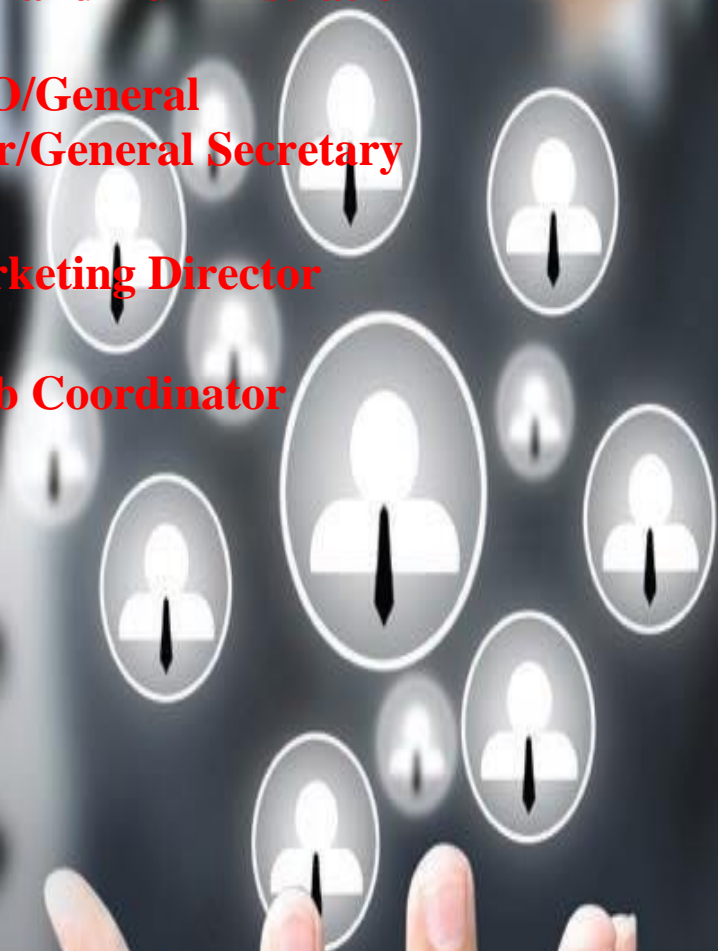 O/General
r/General Secretary
rketing Director
b Coordinator